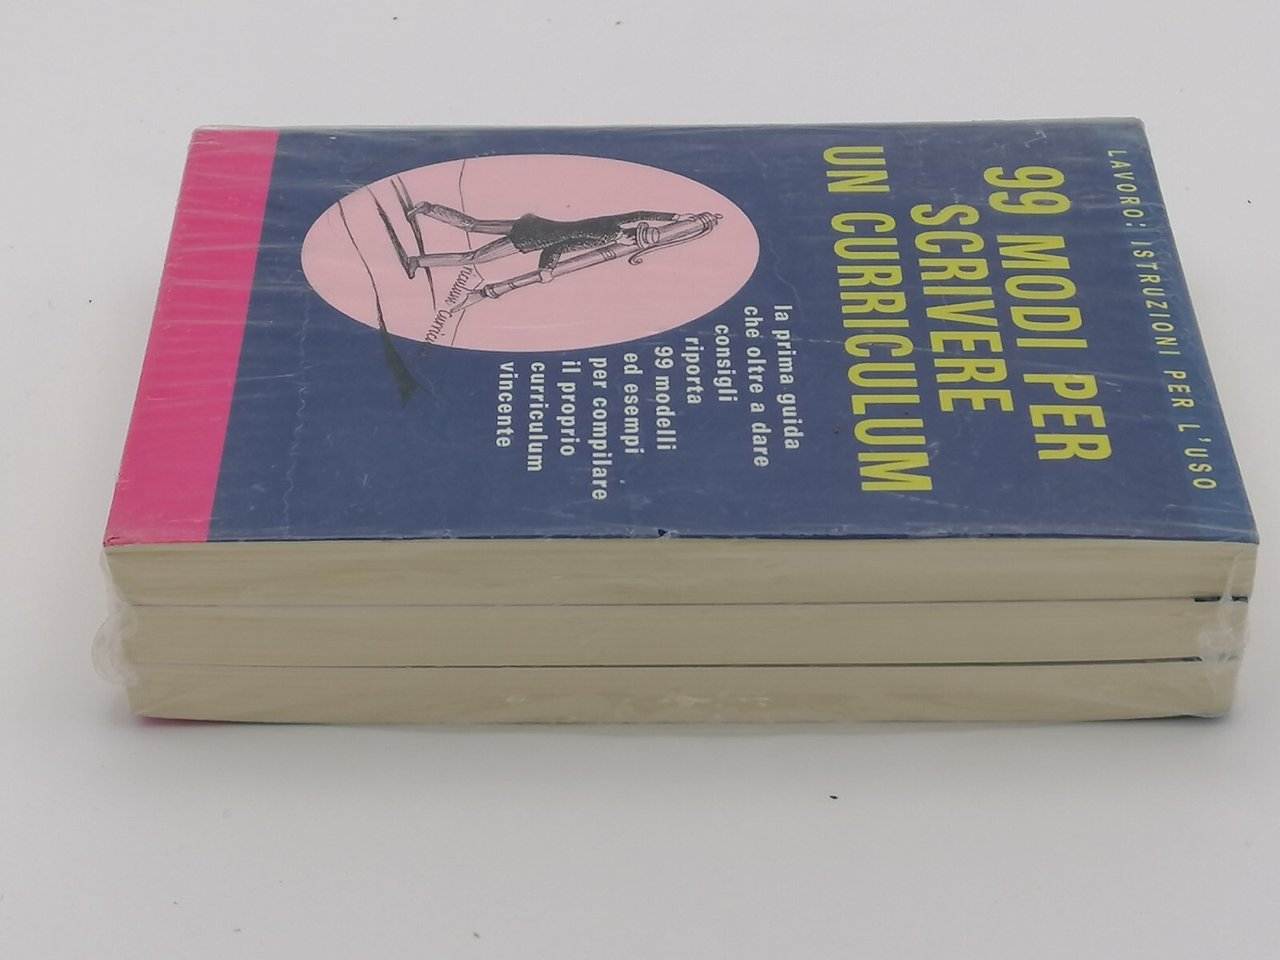 LAVORO: ISTRUZIONI PER L'USO
99 MODI PER
SCRIVERE
UN CURRICULUM
la prima guida
che oltre a dare
consigli
riporta
99 modelli
ed esempi
per compilare
il proprio
curriculum
vincente